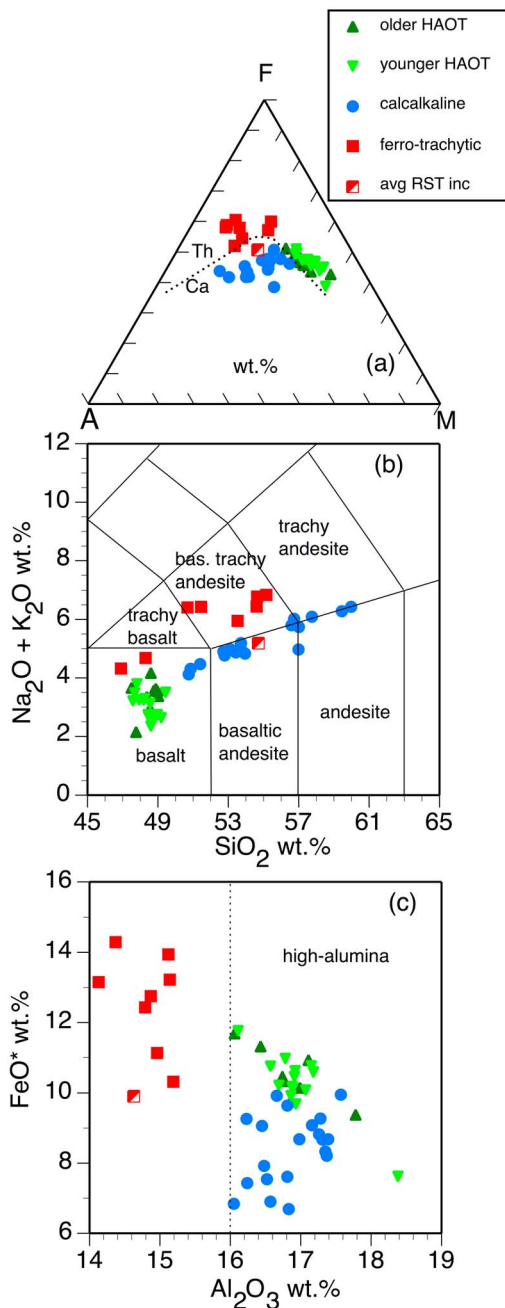 older HAOT
younger HAOT
calcalkaline
ferro-trachytic
avg RST inc
F
Th
Ca
wt.%
(a)
A
M
12
10
8
6
4
2
0
Na2O + K2O wt.%
(b)
trachy
andesite
bas. trachy
andesite
trachy
basalt
basalt
basaltic
andesite
andesite
45
49
53
57
61
65
SiO2 wt.%
16
14
12
10
8
6
FeO* wt.%
(c)
high-alumina
14
15
16
17
18
19
Al2O3 wt.%